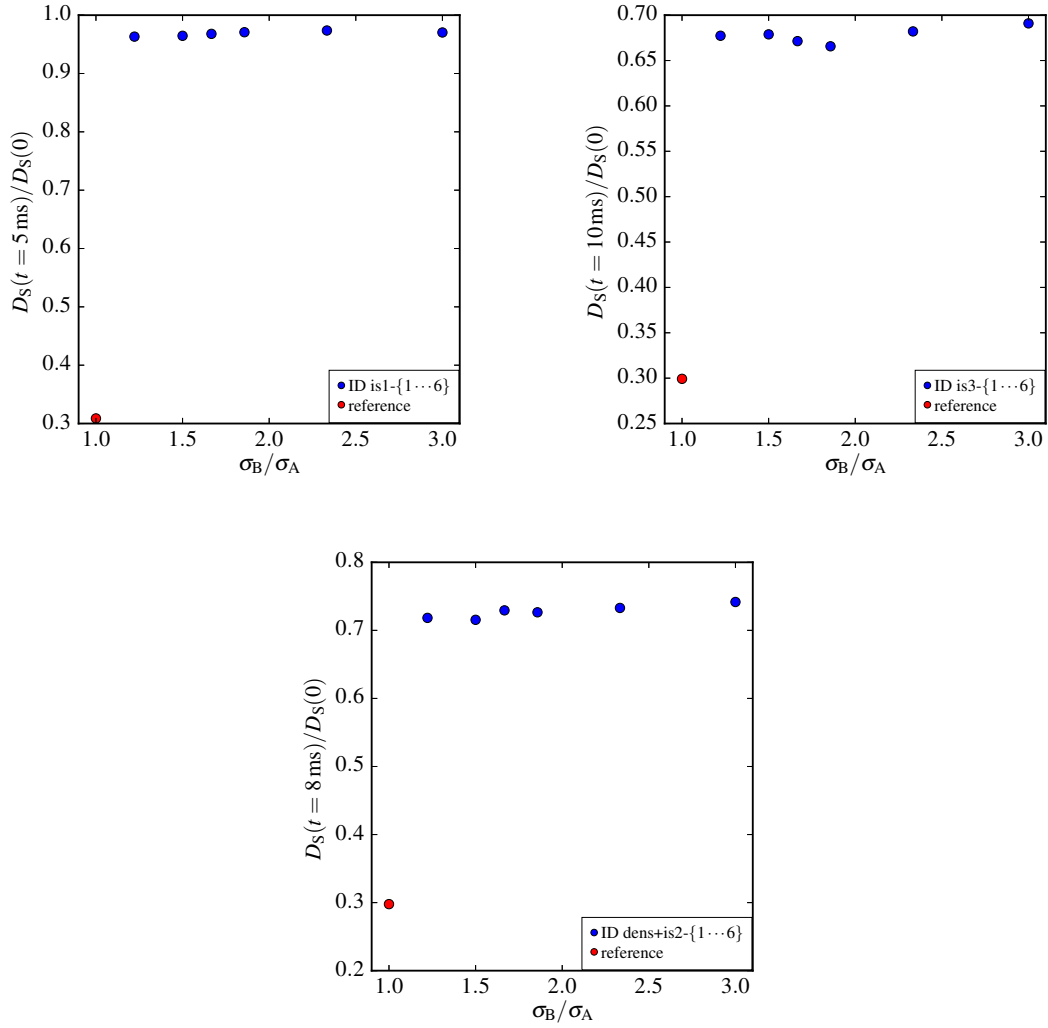 1.0
0.9
0.8
0.7
0.6
0.5
0.4
0.3
D_S(t = 5 ms)/D_S(0)
1.0 1.5 2.0 2.5 3.0
σ_B/σ_A
ID is1-{1⋯6}
reference
0.70
0.65
0.60
0.55
0.50
0.45
0.40
0.35
0.30
0.25
D_S(t = 10 ms)/D_S(0)
1.0 1.5 2.0 2.5 3.0
σ_B/σ_A
ID is3-{1⋯6}
reference
0.8
0.7
0.6
0.5
0.4
0.3
0.2
D_S(t = 8 ms)/D_S(0)
1.0 1.5 2.0 2.5 3.0
σ_B/σ_A
ID dens+is2-{1⋯6}
reference